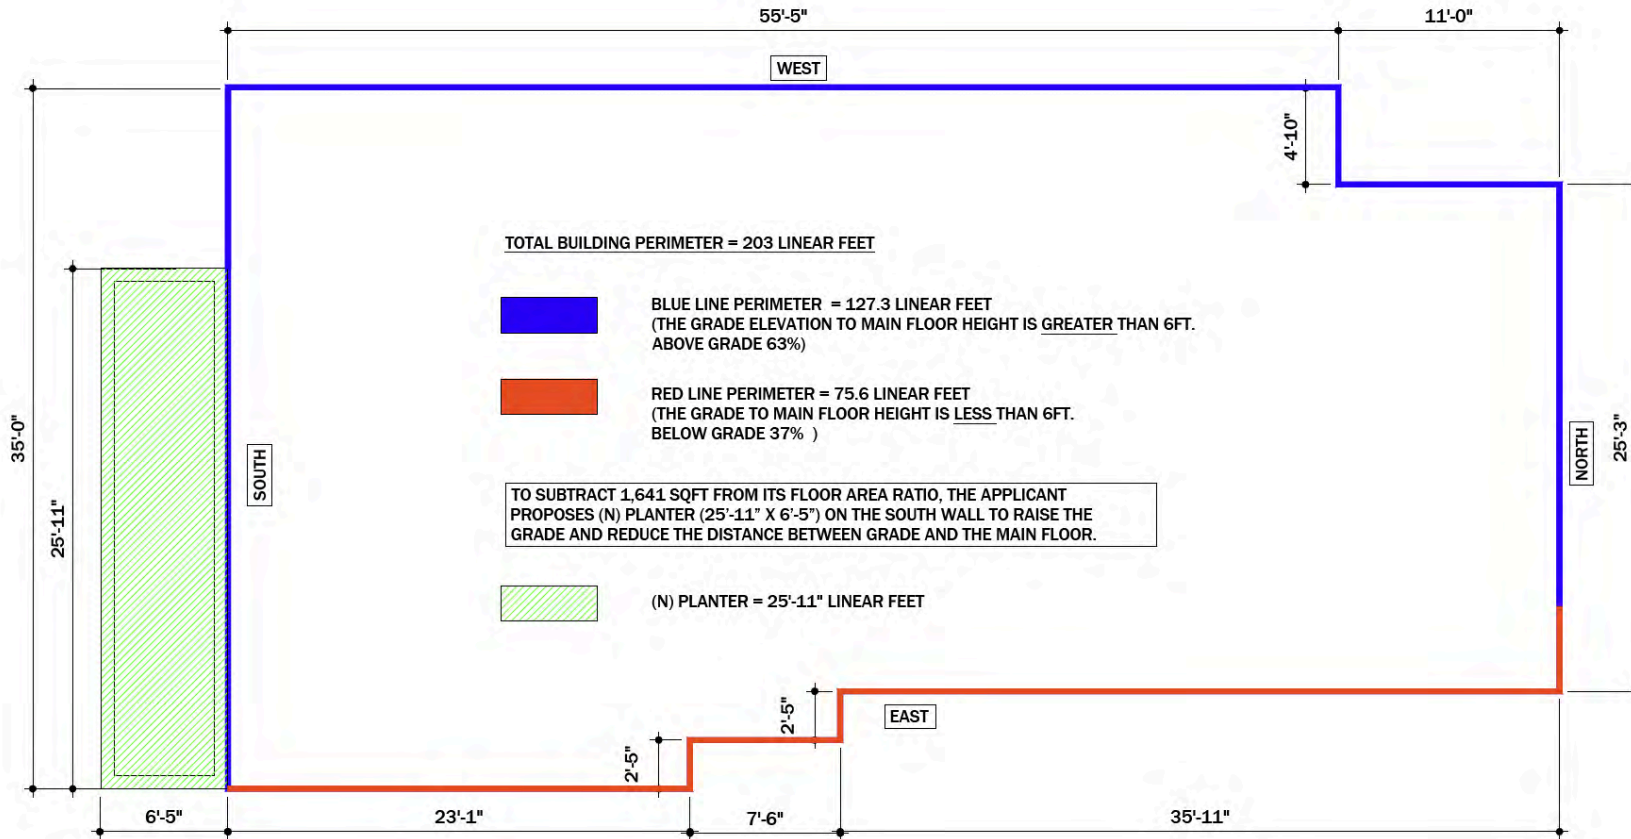 55'-5"
11'-0"
WEST
4'-10"
TOTAL BUILDING PERIMETER = 203 LINEAR FEET
BLUE LINE PERIMETER = 127.3 LINEAR FEET
(THE GRADE ELEVATION TO MAIN FLOOR HEIGHT IS GREATER THAN 6FT.
ABOVE GRADE 63%)
RED LINE PERIMETER = 75.6 LINEAR FEET
(THE GRADE TO MAIN FLOOR HEIGHT IS LESS THAN 6FT.
BELOW GRADE 37% )
35'-0"
25'-11"
SOUTH
NORTH
25'-3"
TO SUBTRACT 1,641 SQFT FROM ITS FLOOR AREA RATIO, THE APPLICANT
PROPOSES (N) PLANTER (25'-11" X 6'-5") ON THE SOUTH WALL TO RAISE THE
GRADE AND REDUCE THE DISTANCE BETWEEN GRADE AND THE MAIN FLOOR.
(N) PLANTER = 25'-11" LINEAR FEET
2'-5"
EAST
2'-5"
6'-5"
23'-1"
7'-6"
35'-11"